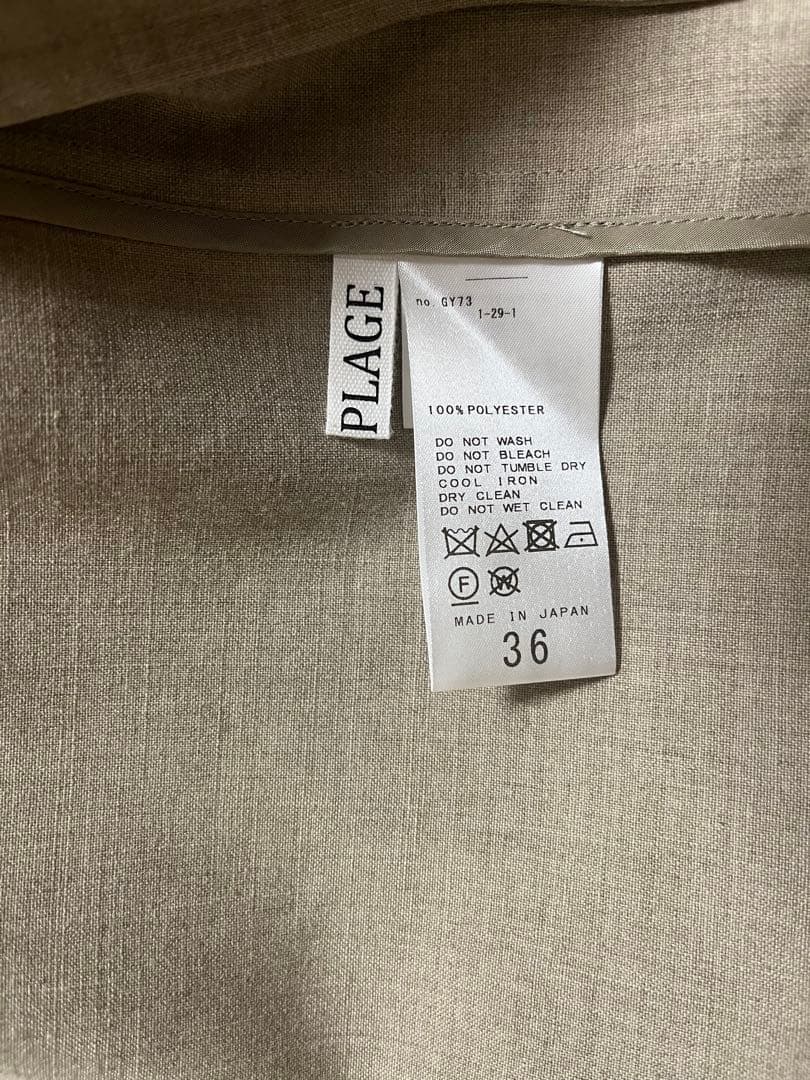 PLAGE
no. GY73
1-29-1
100% POLYESTER
DO NOT WASH
DO NOT BLEACH
DO NOT TUMBLE DRY
COOL IRON
DRY CLEAN
DO NOT WET CLEAN
F W
MADE IN JAPAN
36